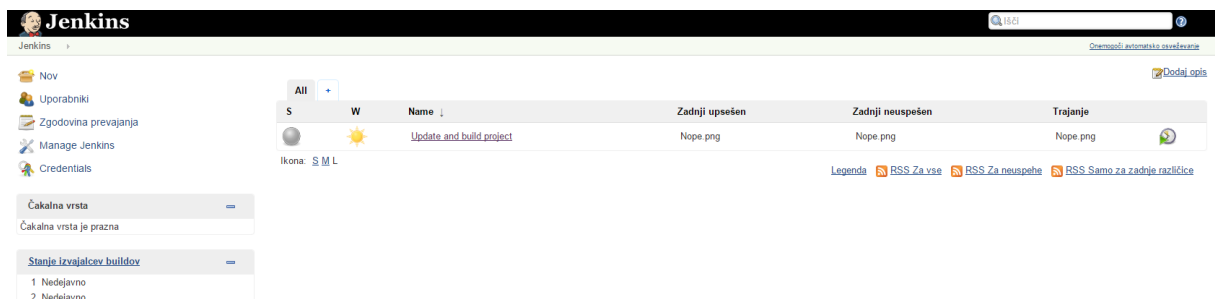 Jenkins
Išči
Jenkins
Onemogoči avtomatsko osveževanje
Nov
Uporabniki
Zgodovina prevajanja
Manage Jenkins
Credentials
Čakalna vrsta
Čakalna vrsta je prazna
Stanje izvajalcev buildov
1 Nedejavno
2 Nedejavno
Dodaj opis
All +
S W Name ↓ Zadnji upsešen Zadnji neuspešen Trajanje
Update and build project Nope.png Nope.png Nope.png
Ikona: S M L
Legenda RSS Za vse RSS Za neuspehe RSS Samo za zadnje različice